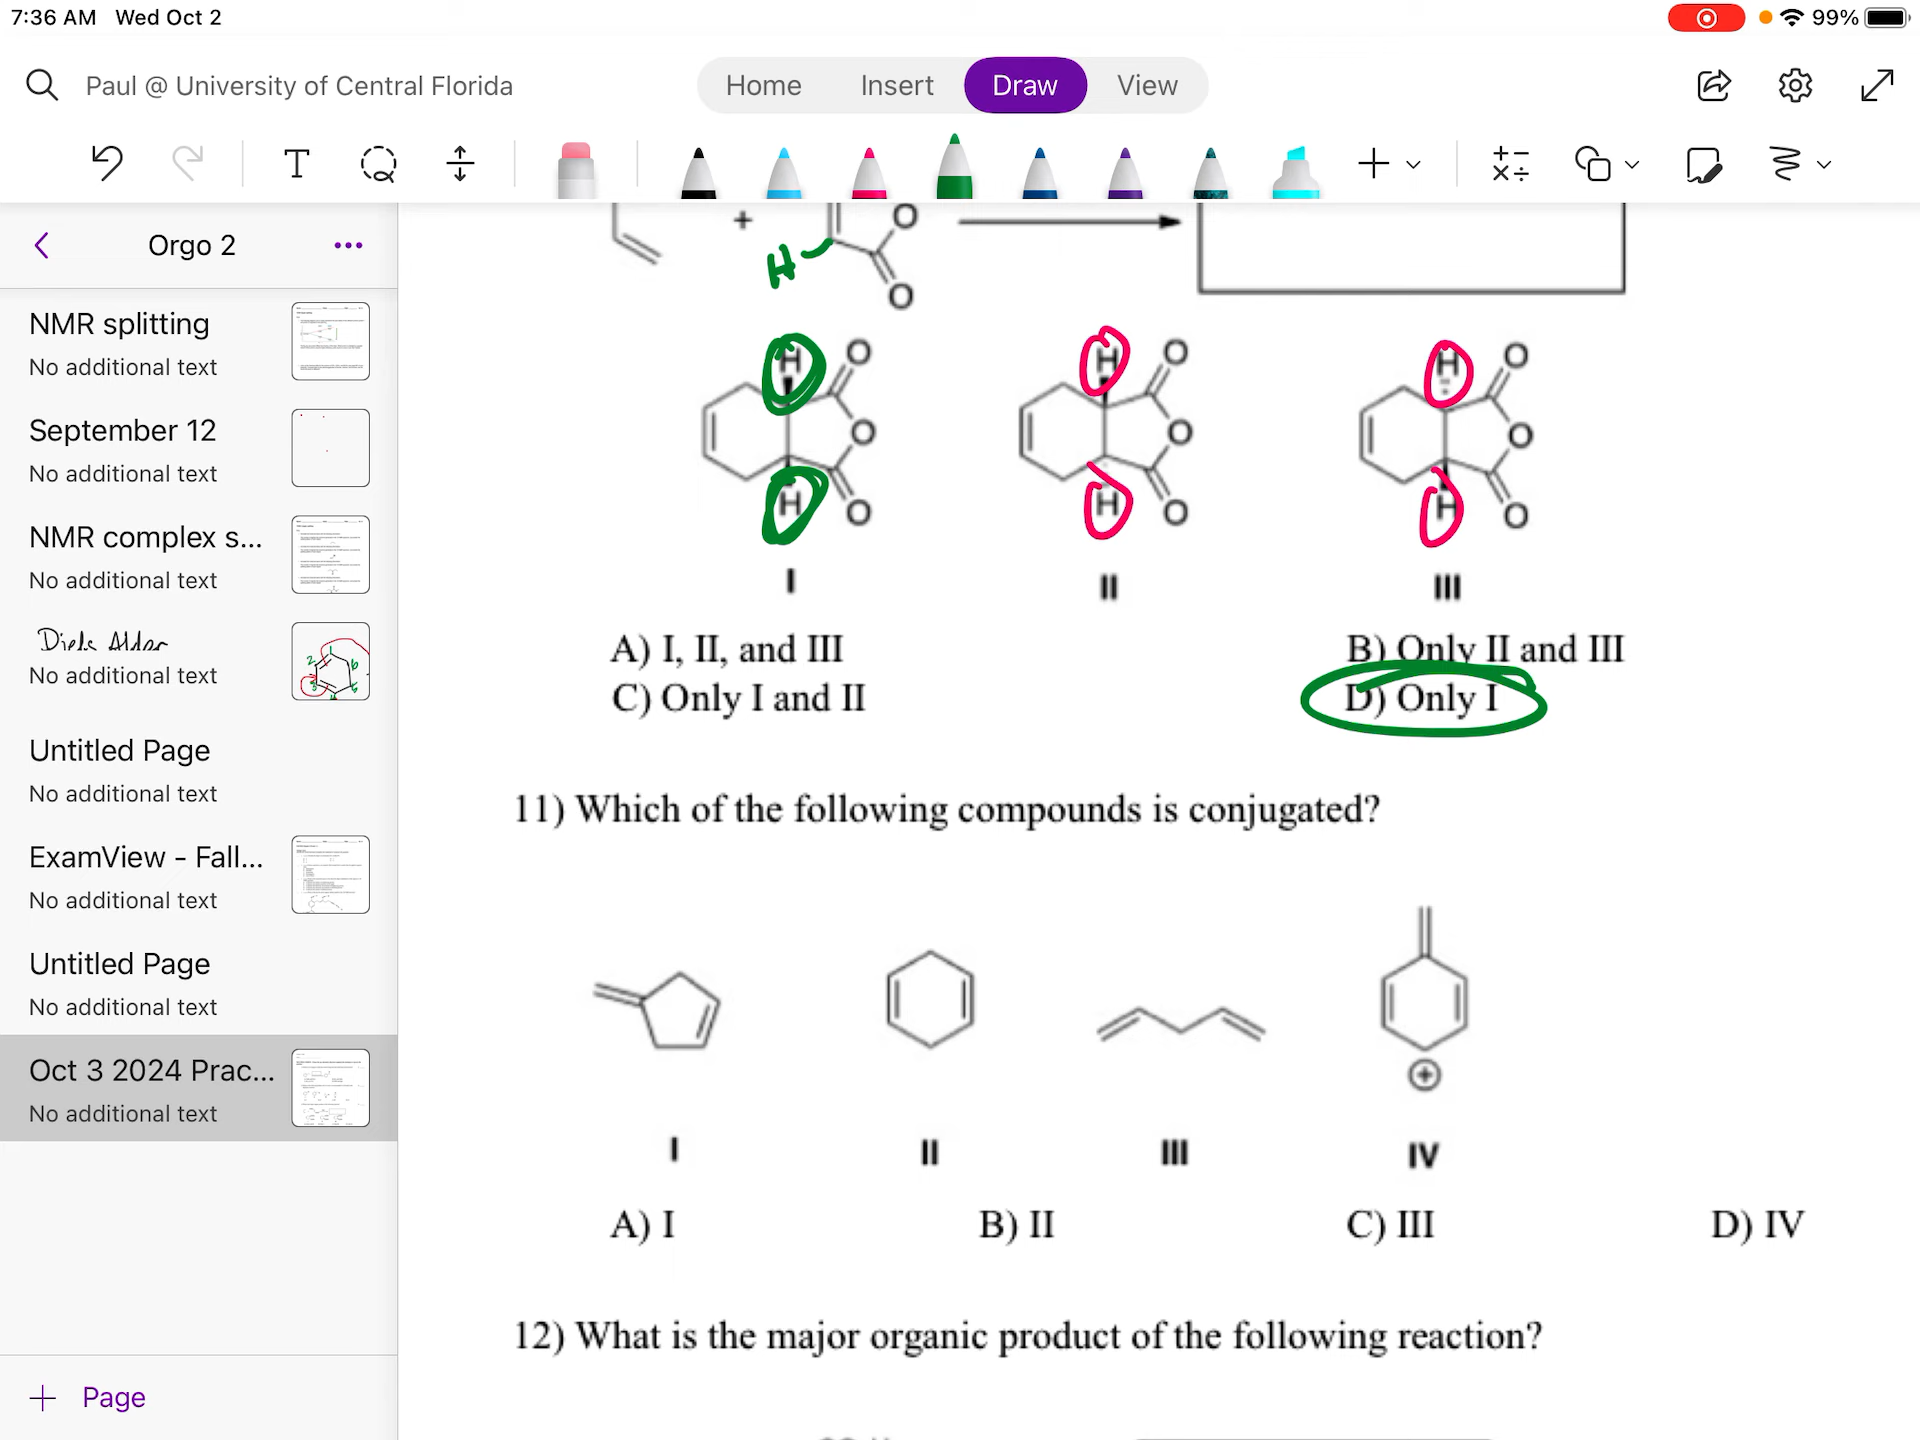 7:36 AM Wed Oct 2
99%
Paul @ University of Central Florida
Home Insert Draw View
T
Orgo 2
NMR splitting
No additional text
September 12
No additional text
NMR complex s...
No additional text
Diels Alder
No additional text
Untitled Page
No additional text
ExamView - Fall...
No additional text
Untitled Page
No additional text
Oct 3 2024 Prac...
No additional text
+ Page
+ O
H
O
H O H O H O
O O O
H O H O H O
I II III
A) I, II, and III B) Only II and III
C) Only I and II D) Only I
11) Which of the following compounds is conjugated?
+
I II III IV
A) I B) II C) III D) IV
12) What is the major organic product of the following reaction?